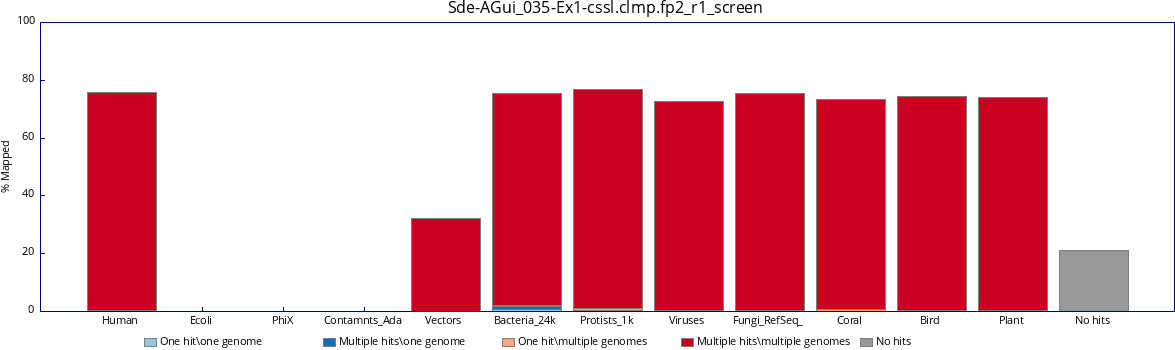 Sde-AGui_035-Ex1-cssl.clmp.fp2_r1_screen
100
80
60
40
20
0
% Mapped
Human Ecoli PhiX Contamnts_Ada Vectors Bacteria_24k Protists_1k Viruses Fungi_RefSeq_ Coral Bird Plant No hits
One hit\one genome Multiple hits\one genome One hit\multiple genomes Multiple hits\multiple genomes No hits